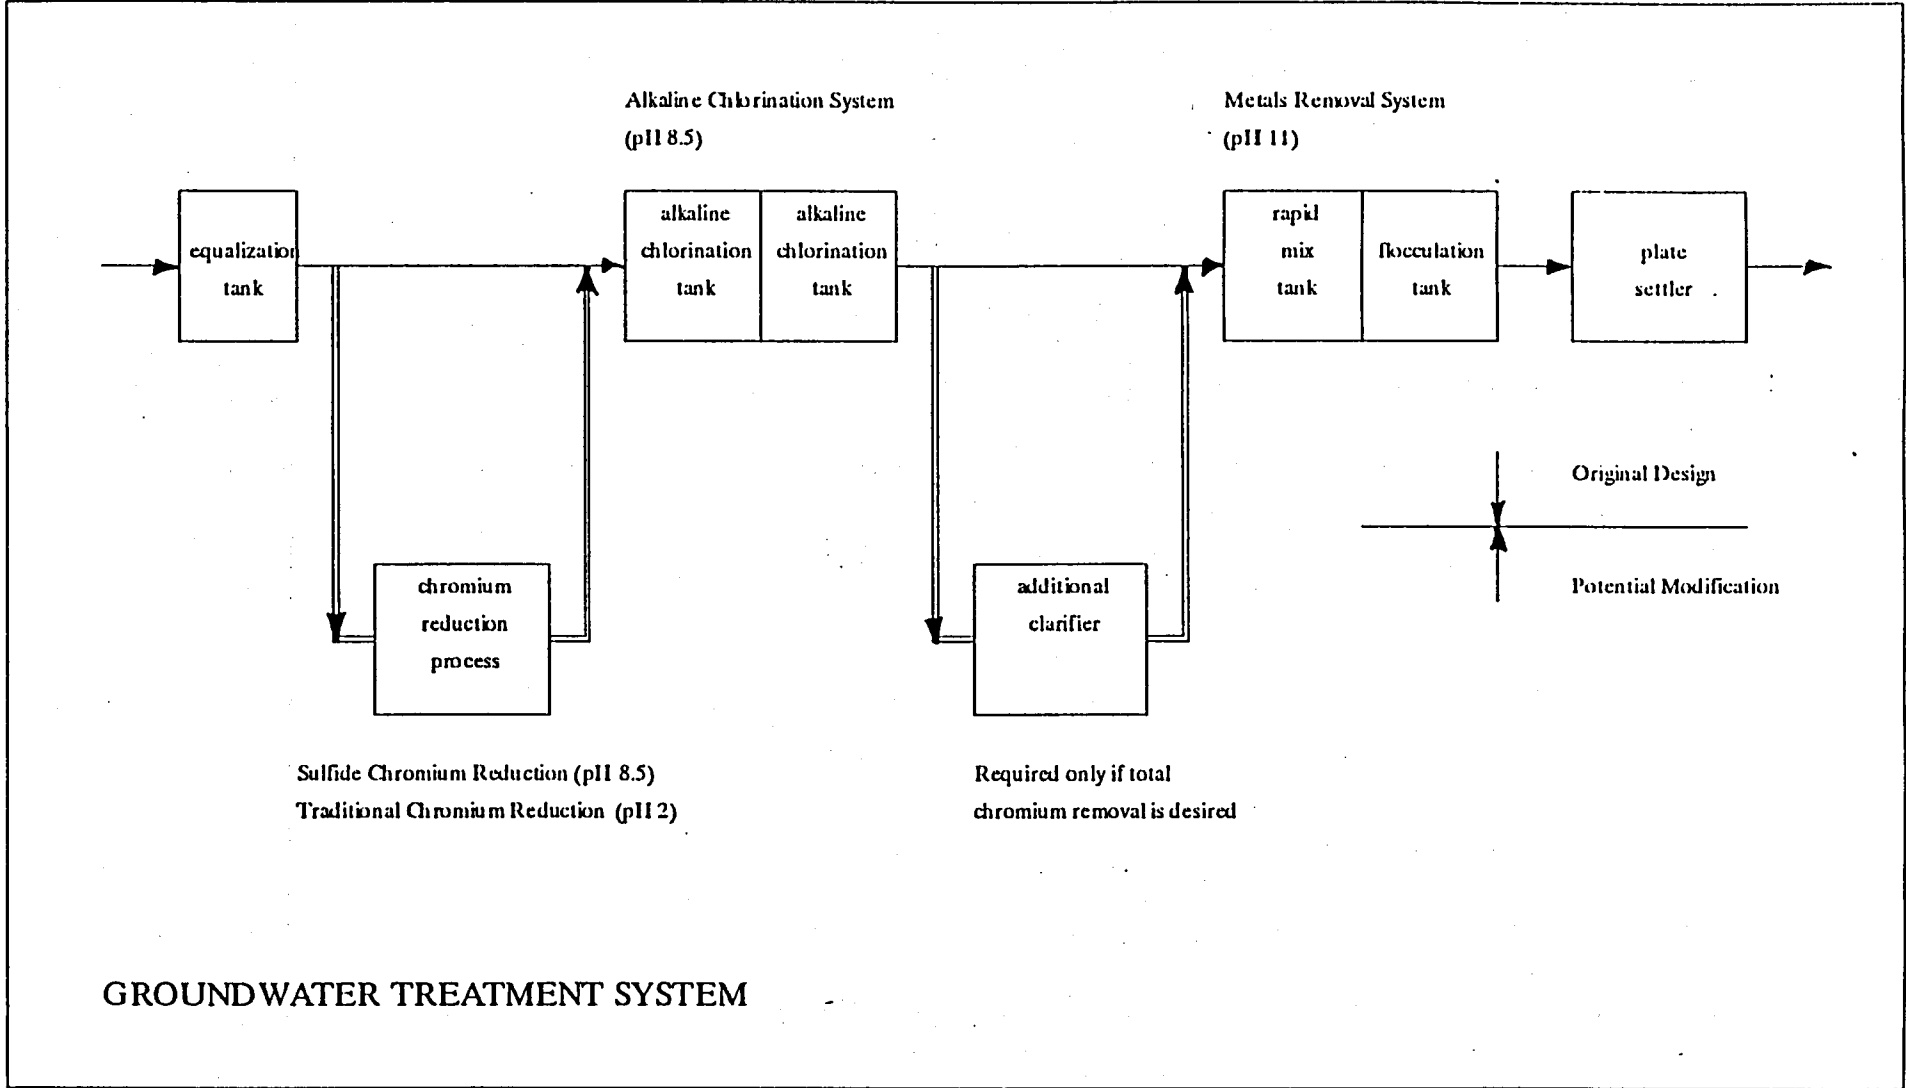 Alkaline Chlorination System
(pH 8.5)
Metals Removal System
(pH 11)
equalization
tank
alkaline
chlorination
tank
alkaline
chlorination
tank
rapid
mix
tank
flocculation
tank
plate
settler
Original Design
Potential Modification
chromium
reduction
process
additional
clarifier
Sulfide Chromium Reduction (pH 8.5)
Traditional Chromium Reduction (pH 2)
Required only if total
chromium removal is desired
GROUNDWATER TREATMENT SYSTEM